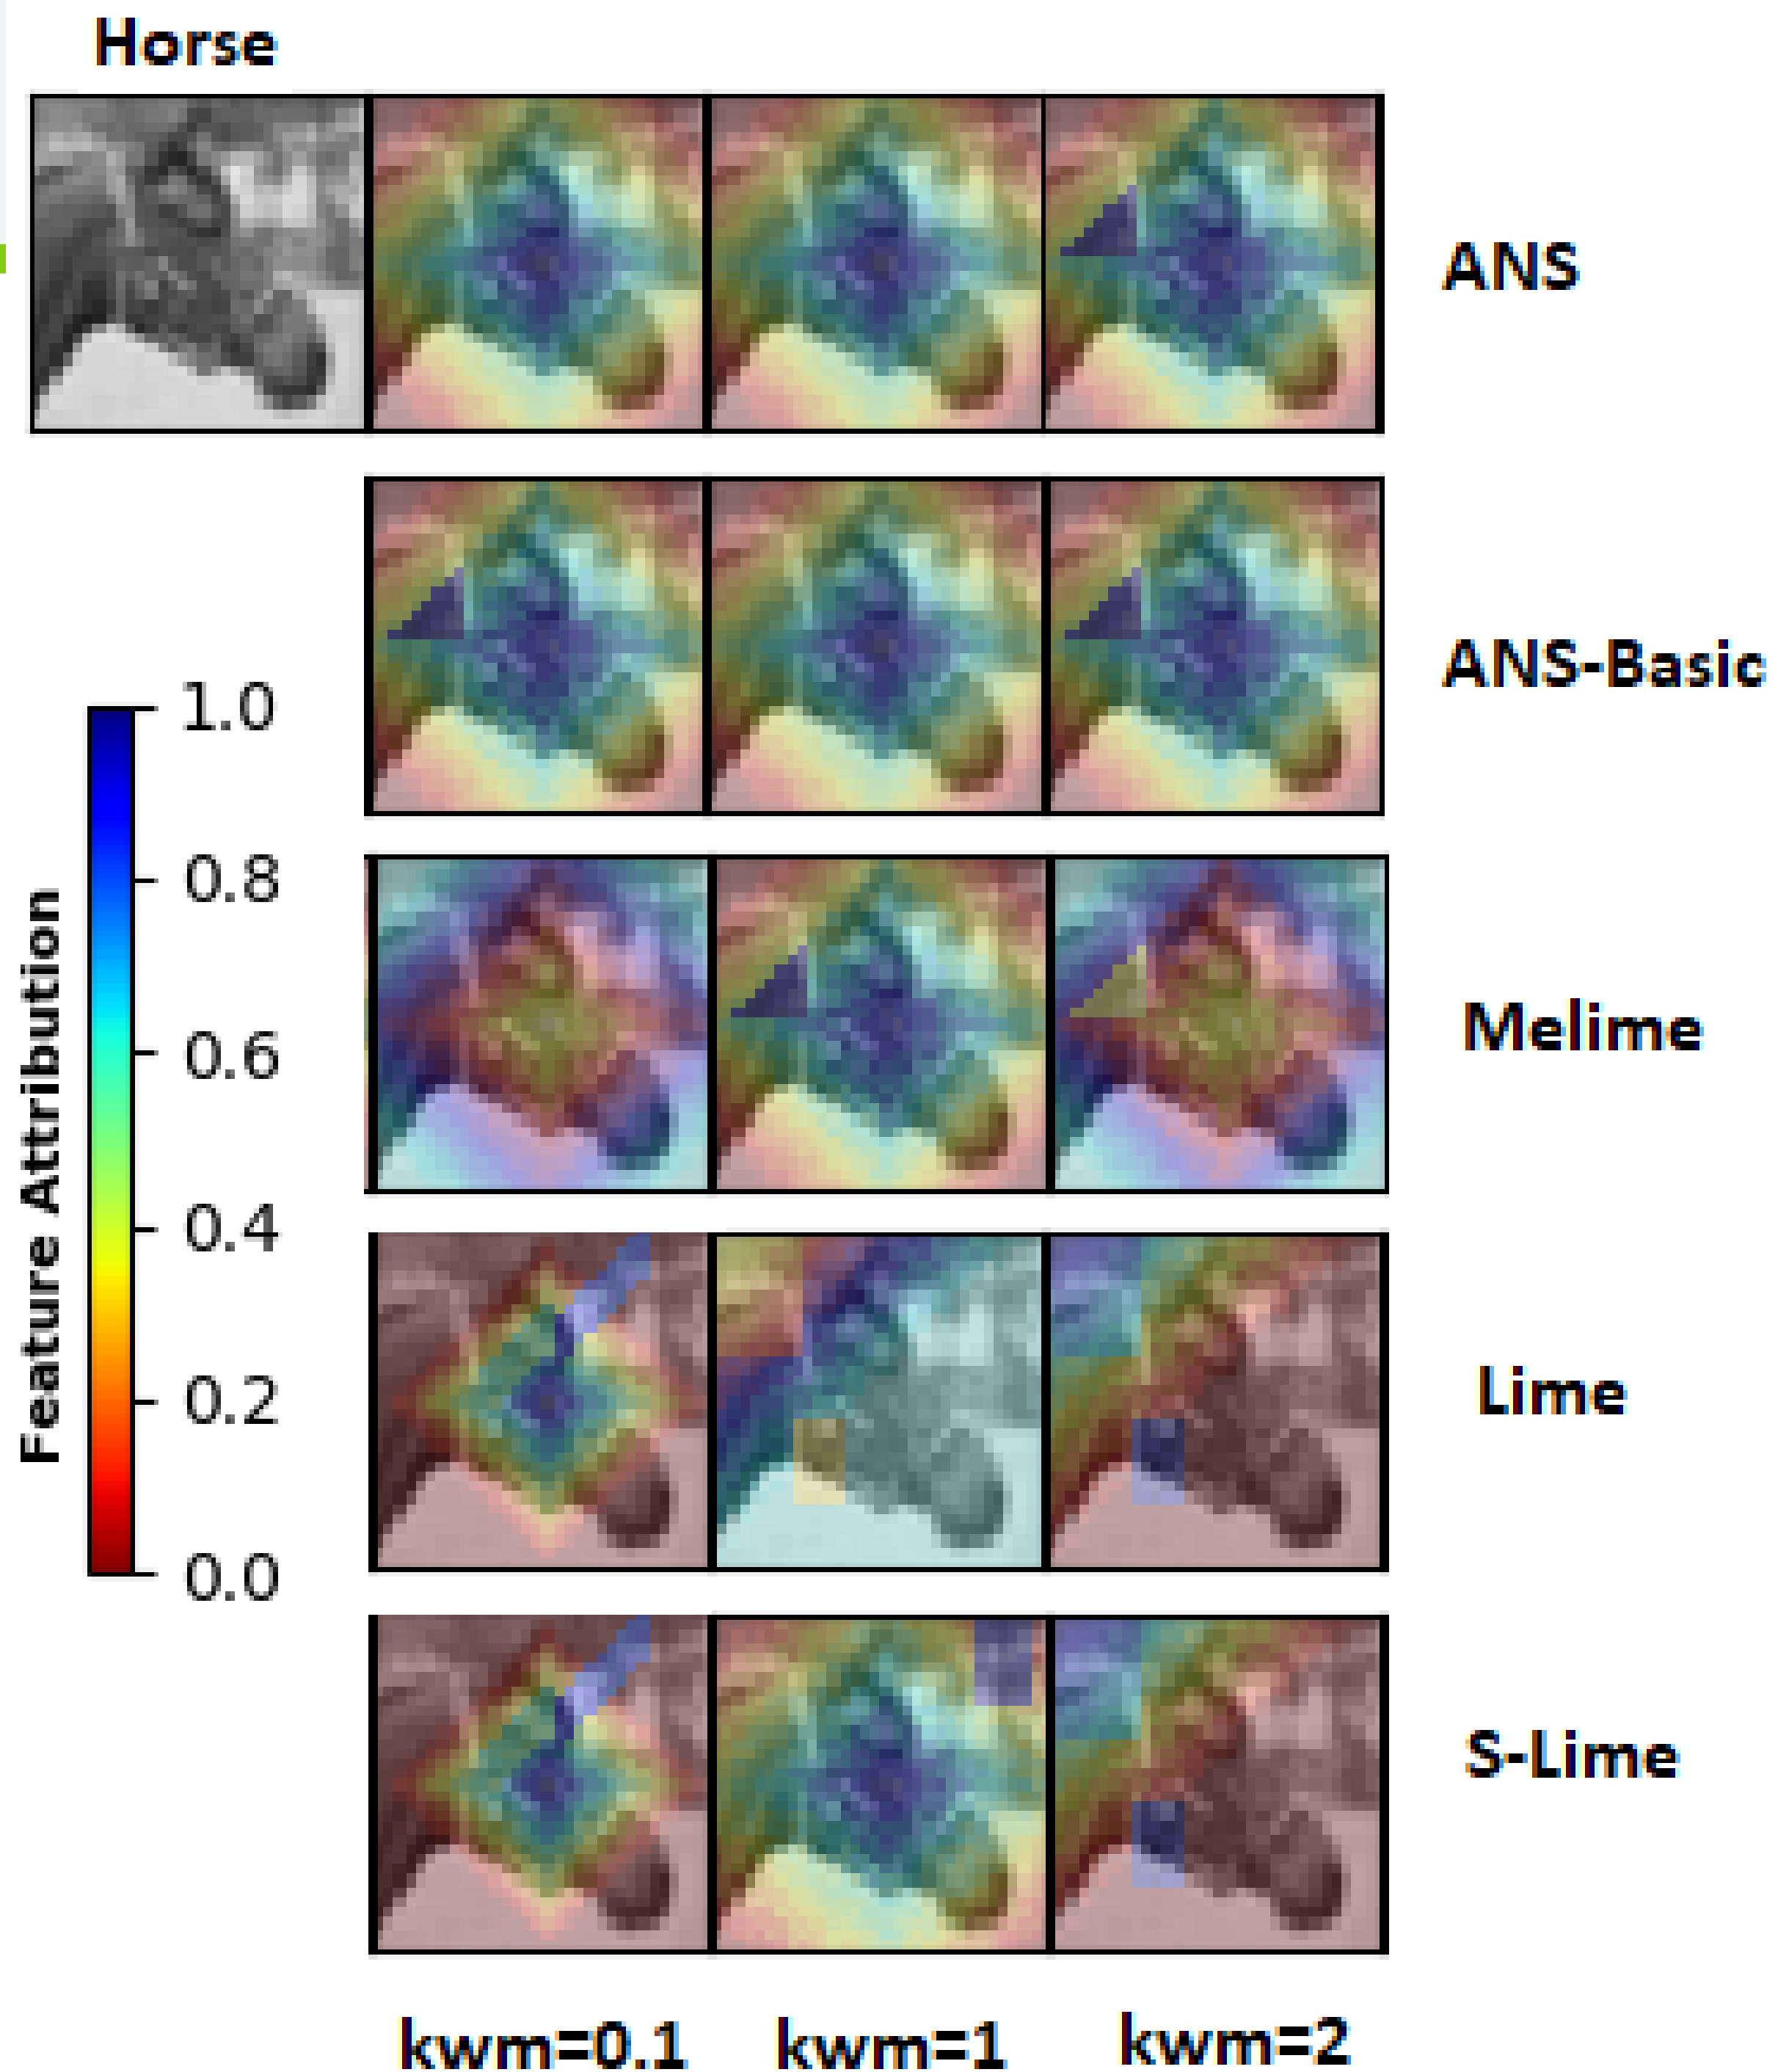 Horse
ANS
ANS-Basic
Melime
Lime
S-Lime
Feature Attribution
1.0
0.8
0.6
0.4
0.2
0.0
kwm=0.1
kwm=1
kwm=2